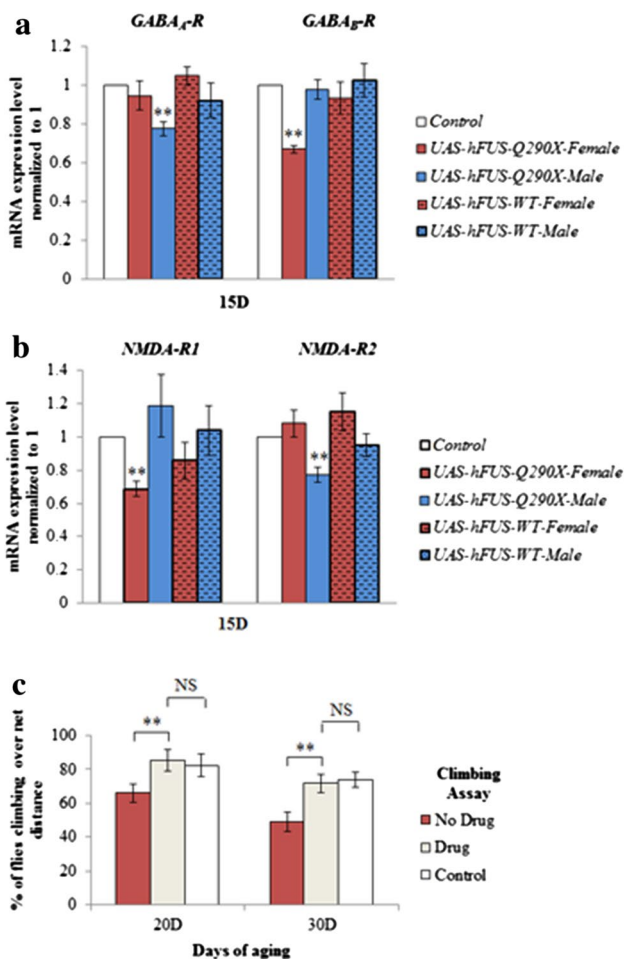 a
GABAA-R GABAB-R
mRNA expression level
normalized to 1
1.2
1
0.8
0.6
0.4
0.2
0
**
**
15D
Control
UAS-hFUS-Q290X-Female
UAS-hFUS-Q290X-Male
UAS-hFUS-WT-Female
UAS-hFUS-WT-Male
b
NMDA-R1 NMDA-R2
mRNA expression level
normalized to 1
1.4
1.2
1
0.8
0.6
0.4
0.2
0
**
**
15D
Control
UAS-hFUS-Q290X-Female
UAS-hFUS-Q290X-Male
UAS-hFUS-WT-Female
UAS-hFUS-WT-Male
c
NS
**
NS
**
% of flies climbing over net
distance
100
80
60
40
20
0
20D 30D
Days of aging
Climbing
Assay
No Drug
Drug
Control